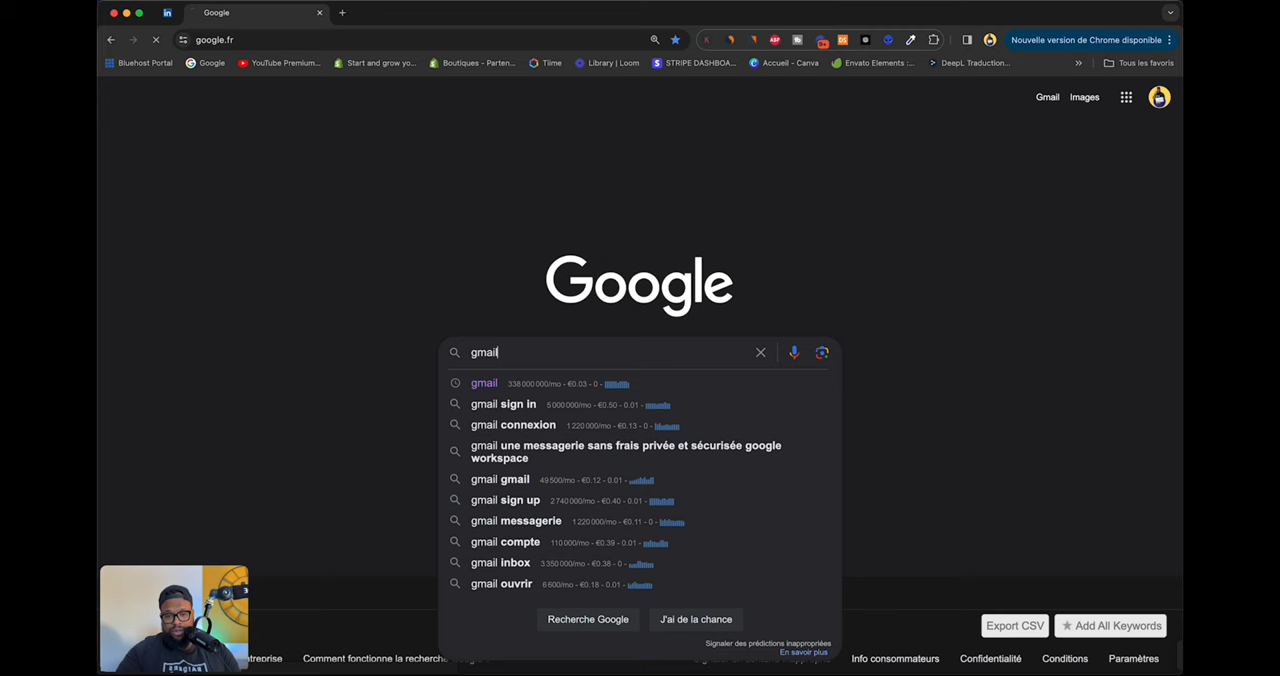 Google
google.fr
Nouvelle version de Chrome disponible
Bluehost Portal Google YouTube Premium... Start and grow yo... Boutiques - Parten... Tiime Library | Loom STRIPE DASHBOA... Accueil - Canva Envato Elements :... DeepL Traduction... Tous les favoris
Gmail Images
Google
gmail
gmail 338 000 000/mo - €0.03 - 0 -
gmail sign in 5 000 000/mo - €0.50 - 0.01 -
gmail connexion 1 220 000/mo - €0.13 - 0 -
gmail une messagerie sans frais privée et sécurisée google
workspace
gmail gmail 49 500/mo - €0.12 - 0.01 -
gmail sign up 2 740 000/mo - €0.40 - 0.01 -
gmail messagerie 1 220 000/mo - €0.11 - 0 -
gmail compte 110 000/mo - €0.39 - 0.01 -
gmail inbox 3 350 000/mo - €0.38 - 0 -
gmail ouvrir 6 600/mo - €0.18 - 0.01 -
Recherche Google J'ai de la chance
Export CSV ★ Add All Keywords
Signaler des prédictions inappropriées
En savoir plus
Comment fonctionne la recherche Info consommateurs Confidentialité Conditions Paramètres